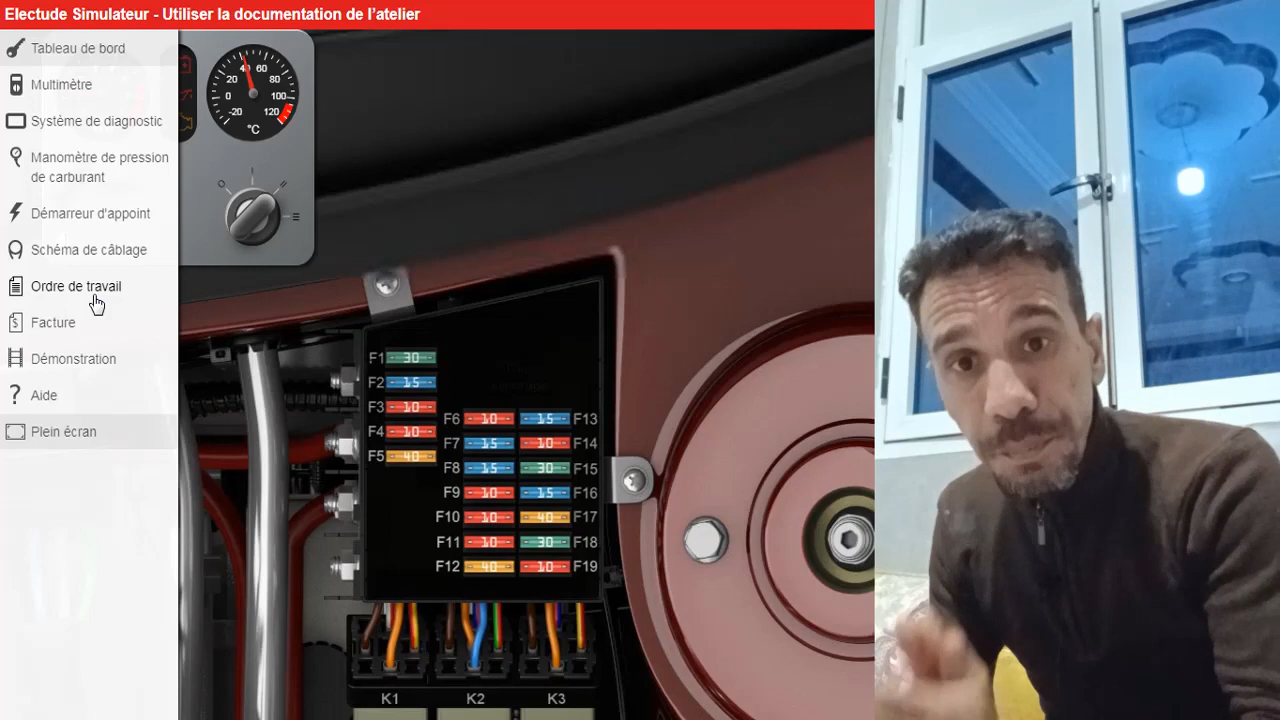 Electude Simulateur - Utiliser la documentation de l'atelier
Tableau de bord
Multimètre
Système de diagnostic
Manomètre de pression
de carburant
Démarreur d'appoint
Schéma de câblage
Ordre de travail
Facture
Démonstration
Aide
Plein écran
-20 0 20 40 60 80 100 120
°C
F1 30
F2 15
F3 10
F4 10
F5 40
F6 10 15 F13
F7 15 10 F14
F8 15 30 F15
F9 10 15 F16
F10 10 40 F17
F11 10 30 F18
F12 40 10 F19
K1 K2 K3